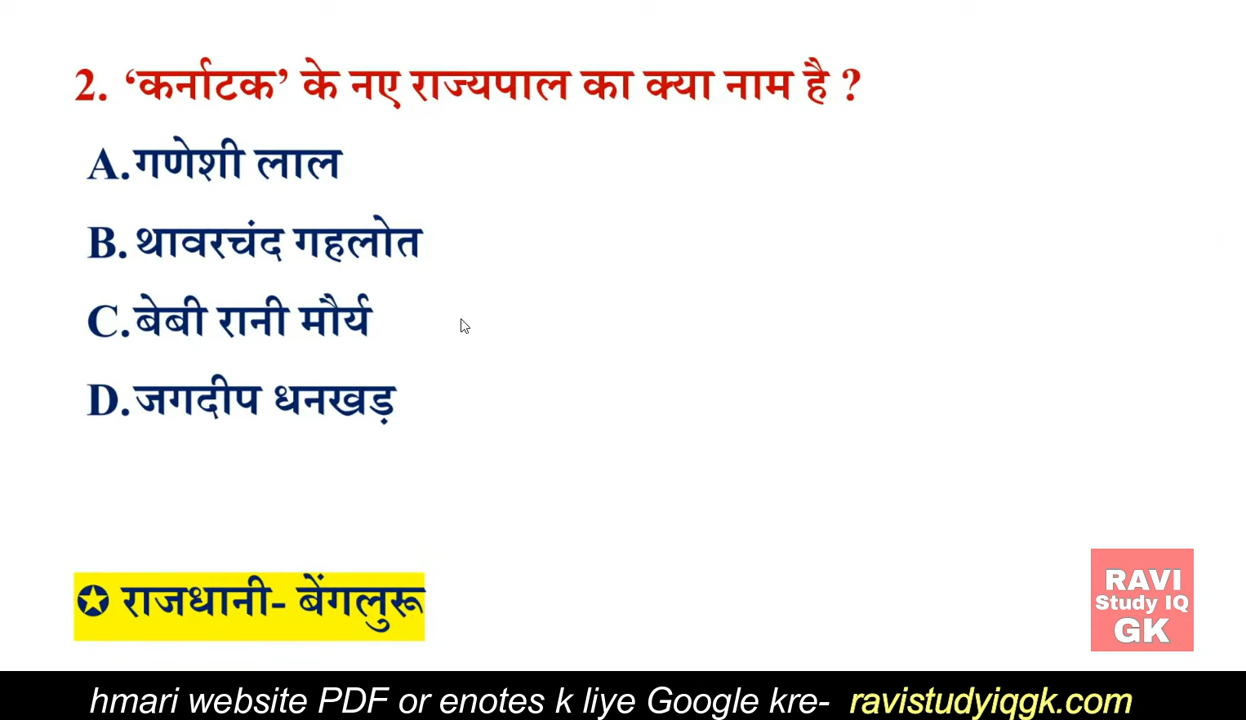 2. ‘कर्नाटक’ के नए राज्यपाल का क्या नाम है ?
A.गणेशी लाल
B.थावरचंद गहलोत
C.बेबी रानी मौर्य
D.जगदीप धनखड़
✪ राजधानी- बेंगलुरू
RAVI
Study IQ
GK
hmari website PDF or enotes k liye Google kre- ravistudyiqgk.com